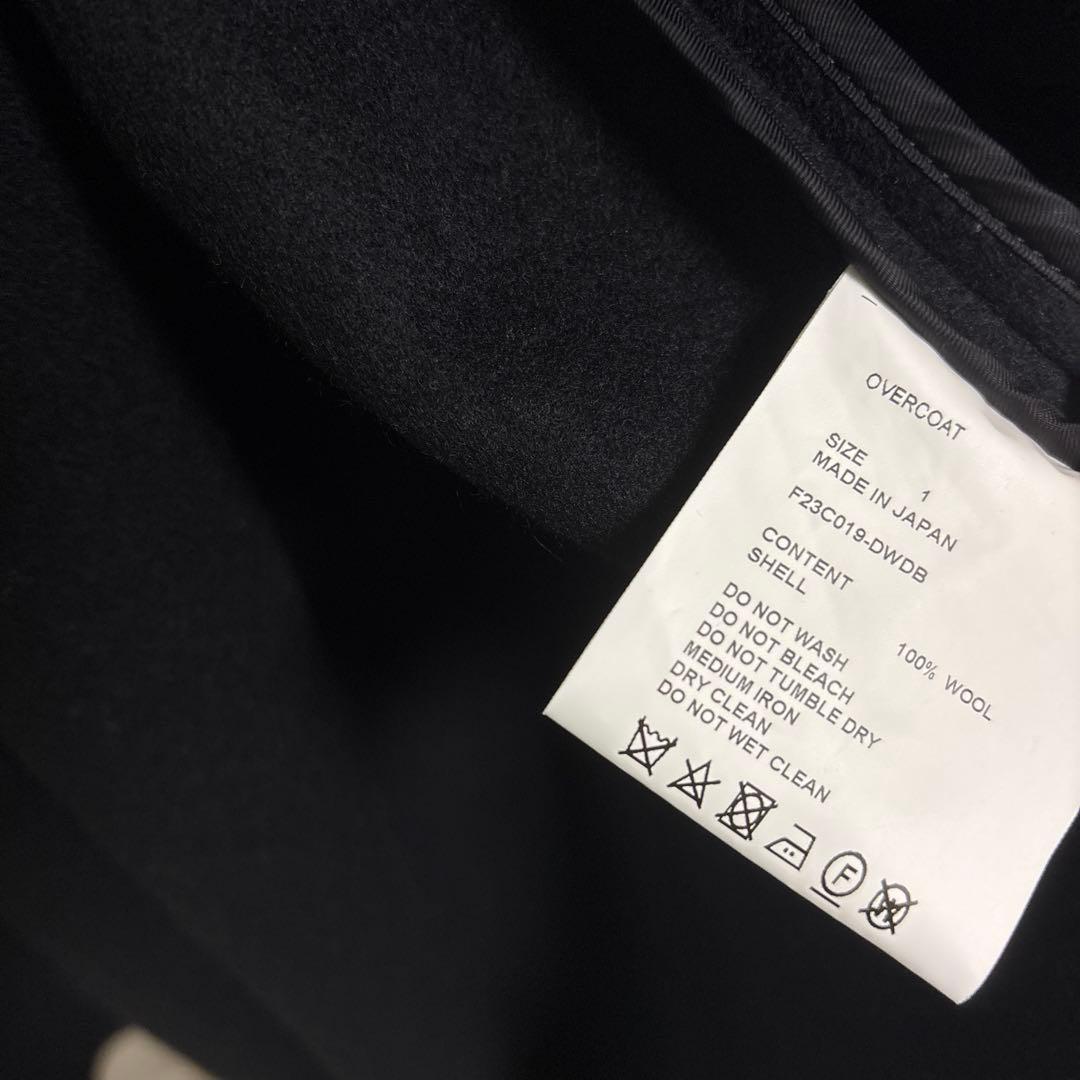 OVERCOAT
SIZE 1
MADE IN JAPAN
F23C019-DWDB
CONTENT
SHELL 100% WOOL
DO NOT WASH
DO NOT BLEACH
DO NOT TUMBLE DRY
MEDIUM IRON
DRY CLEAN
DO NOT WET CLEAN
F W